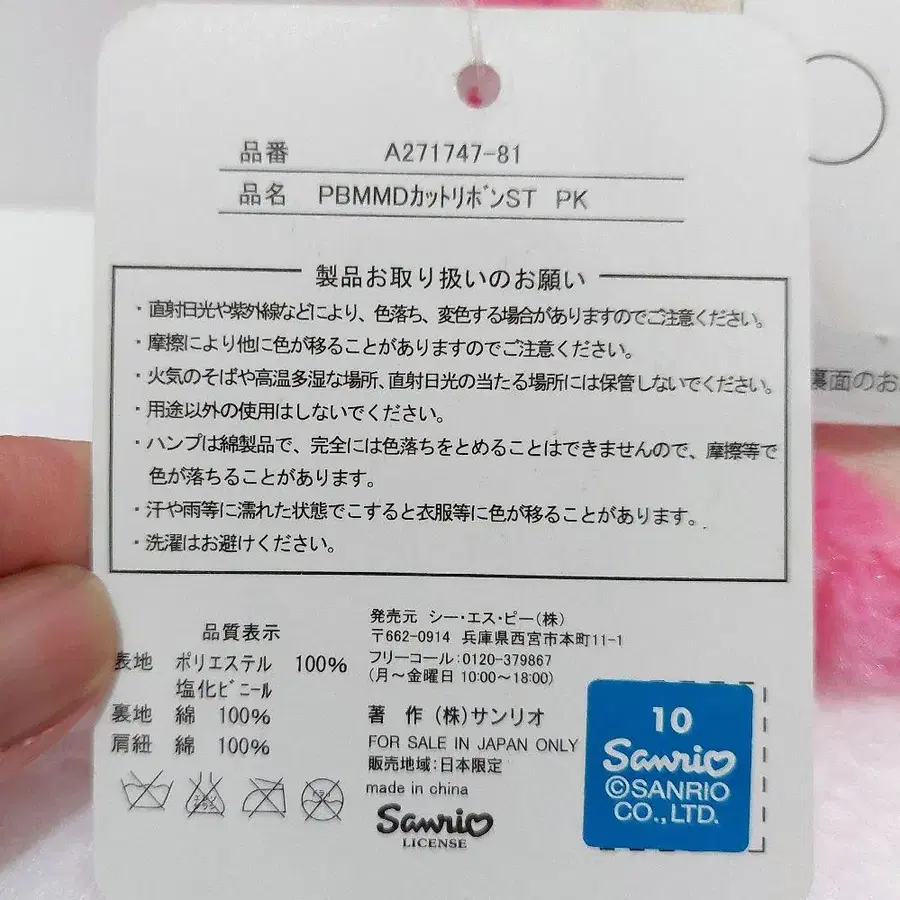 品番 A271747-81
品名 PBMMDカットリボンST PK
製品お取り扱いのお願い
・直射日光や紫外線などにより、色落ち、変色する場合がありますのでご注意ください。
・摩擦により他に色が移ることがありますのでご注意ください。
・火気のそばや高温多湿な場所、直射日光の当たる場所には保管しないでください。
・用途以外の使用はしないでください。
・ハンプは綿製品で、完全には色落ちをとめることはできませんので、摩擦等で
色が落ちることがあります。
・汗や雨等に濡れた状態でこすると衣服等に色が移ることがあります。
・洗濯はお避けください。
品質表示
表地 ポリエステル 100%
塩化ビニール
裏地 綿 100%
肩紐 綿 100%
エンソサラシ
ドライ
発売元 シー・エス・ピー(株)
〒662-0914 兵庫県西宮市本町11-1
フリーコール:0120-379867
(月～金曜日 10:00～18:00)
著 作 (株)サンリオ
FOR SALE IN JAPAN ONLY
販売地域:日本限定
made in china
Sanrio
LICENSE
10
Sanrio
©SANRIO
CO.,LTD.
裏面のお